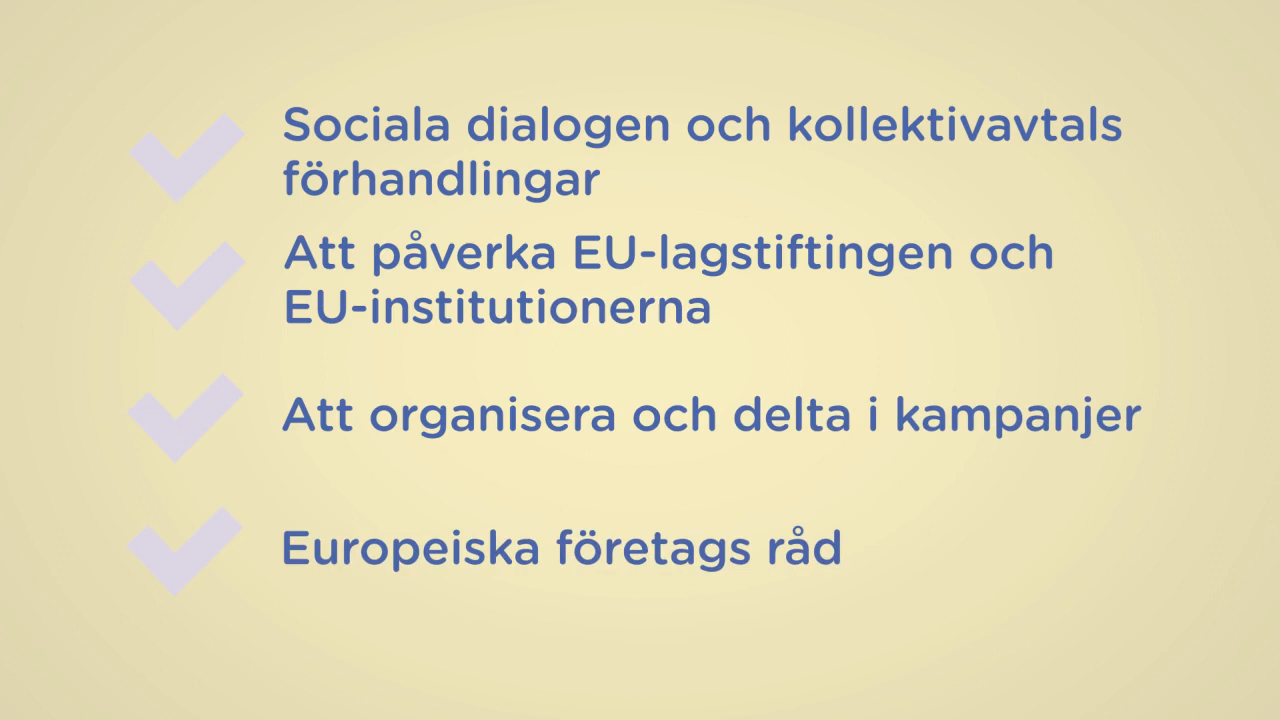 Sociala dialogen och kollektivavtals
förhandlingar
Att påverka EU-lagstiftingen och
EU-institutionerna
Att organisera och delta i kampanjer
Europeiska företags råd